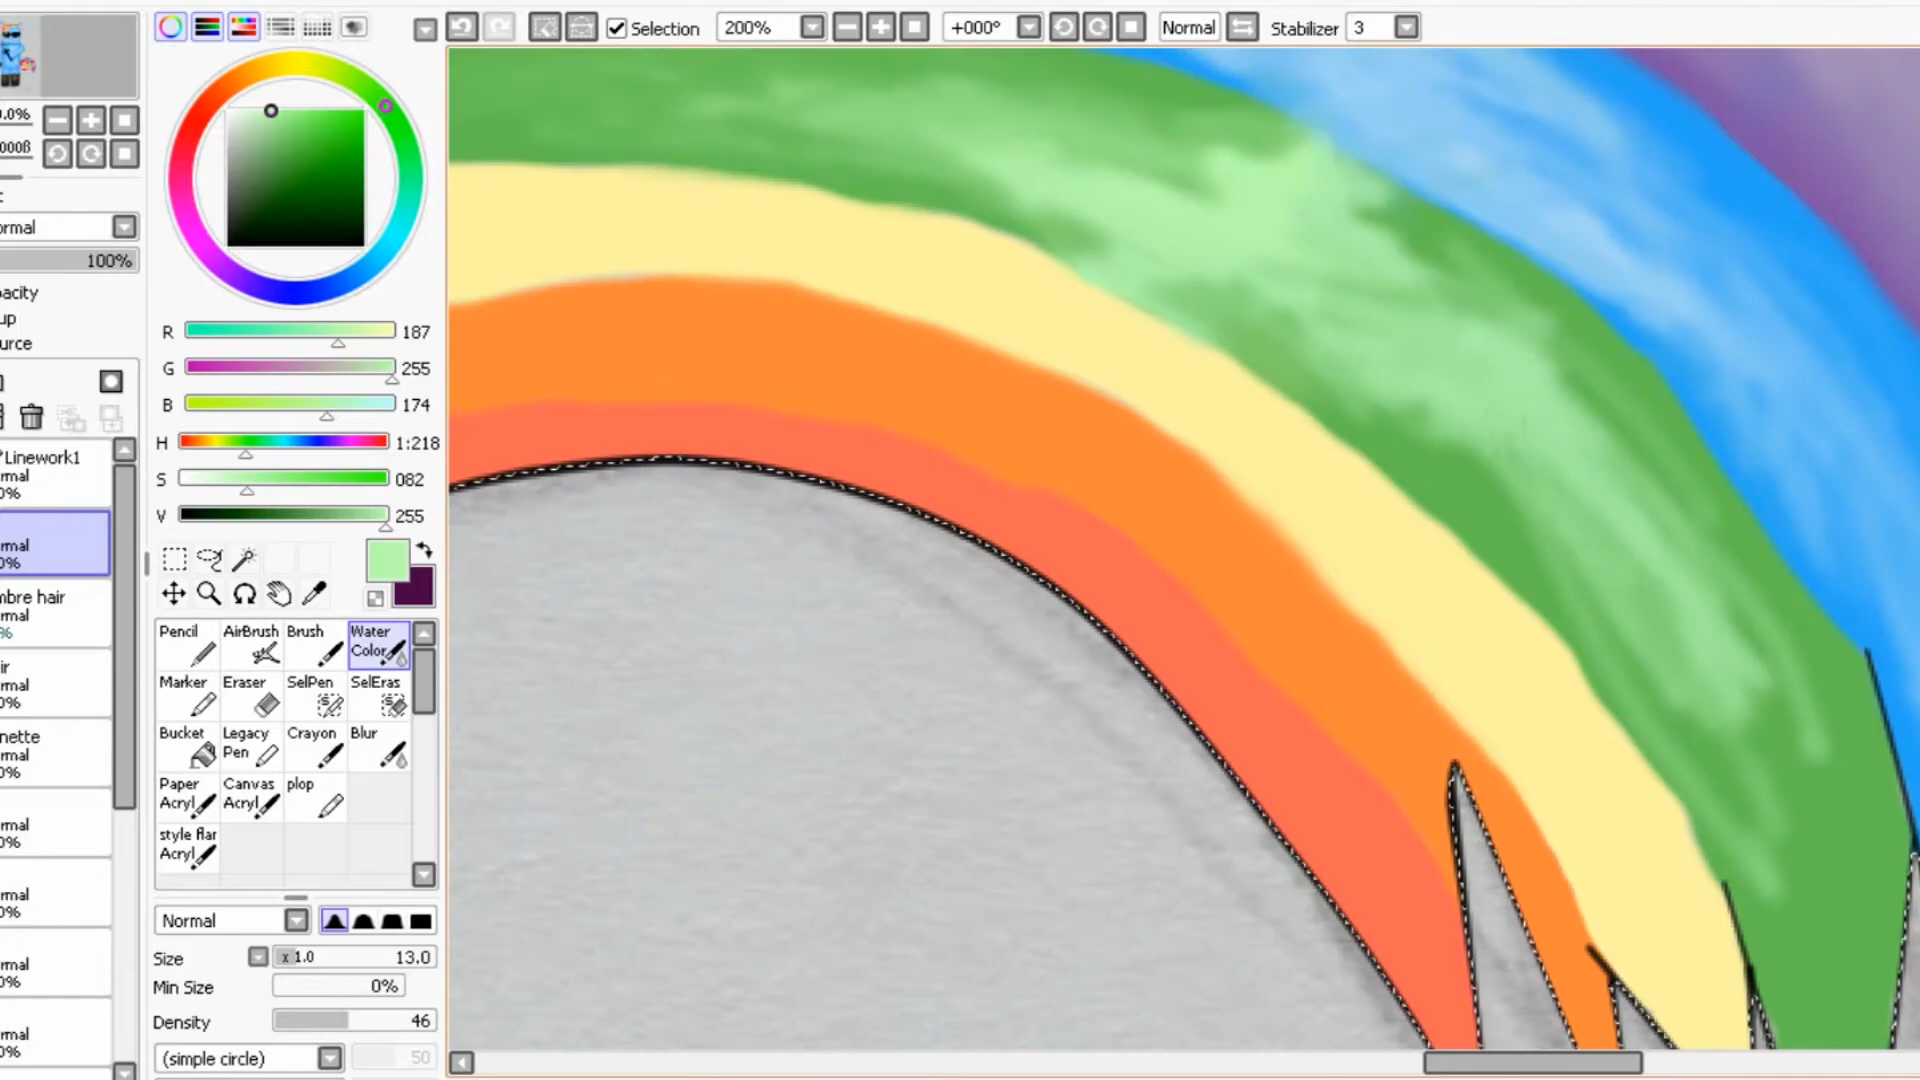 Selection 200% +000° Normal Stabilizer 3
.0%
000ß
ormal
100%
acity
up
urce
R 187
G 255
B 174
H 1:218
S 082
V 255
*Linework1
rmal
0%
rmal
0%
mbre hair
rmal
%
ir
rmal
0%
nette
rmal
0%
rmal
0%
rmal
0%
rmal
0%
rmal
0%
Pencil AirBrush Brush Water Color
Marker Eraser SelPen SelEras
Bucket Legacy Pen Crayon Blur
Paper Acryl Canvas Acryl plop
style flar Acryl
Normal
Size x 1.0 13.0
Min Size 0%
Density 46
(simple circle) 50